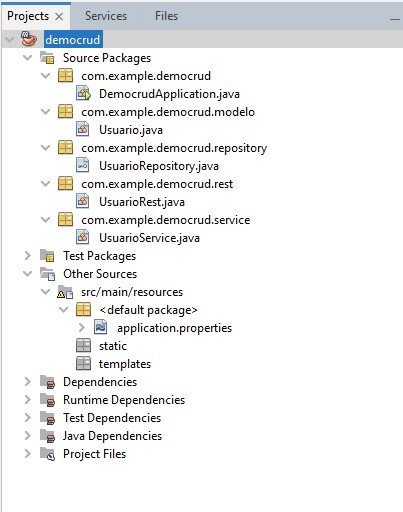 Projects Services Files
democrud
Source Packages
com.example.democrud
DemocrudApplication.java
com.example.democrud.modelo
Usuario.java
com.example.democrud.repository
UsuarioRepository.java
com.example.democrud.rest
UsuarioRest.java
com.example.democrud.service
UsuarioService.java
Test Packages
Other Sources
src/main/resources
<default package>
application.properties
static
templates
Dependencies
Runtime Dependencies
Test Dependencies
Java Dependencies
Project Files